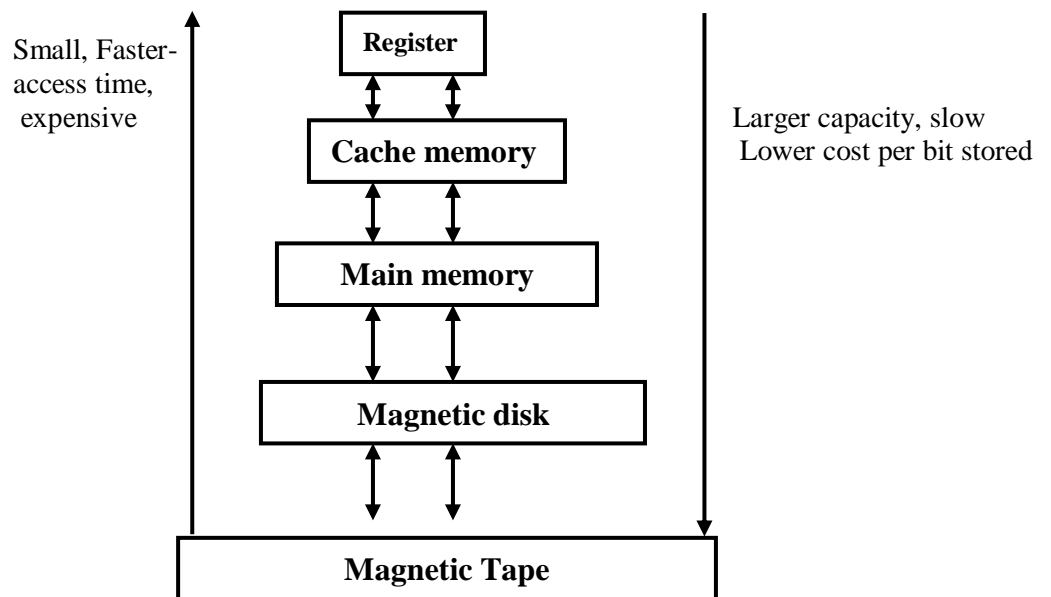 Register
Small, Faster-
access time,
expensive
Larger capacity, slow
Lower cost per bit stored
Cache memory
Main memory
Magnetic disk
Magnetic Tape